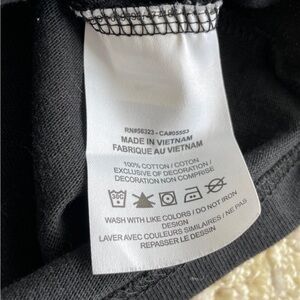 RN#56323 - CA#05553
MADE IN VIETNAM
FABRIQUE AU VIETNAM
100% COTTON / COTON
EXCLUSIVE OF DECORATION /
DECORATION NON COMPRISE
WASH WITH LIKE COLORS / DO NOT IRON
DESIGN
LAVER AVEC COULEURS SIMILAIRES / NE PAS
REPASSER LE DESSIN